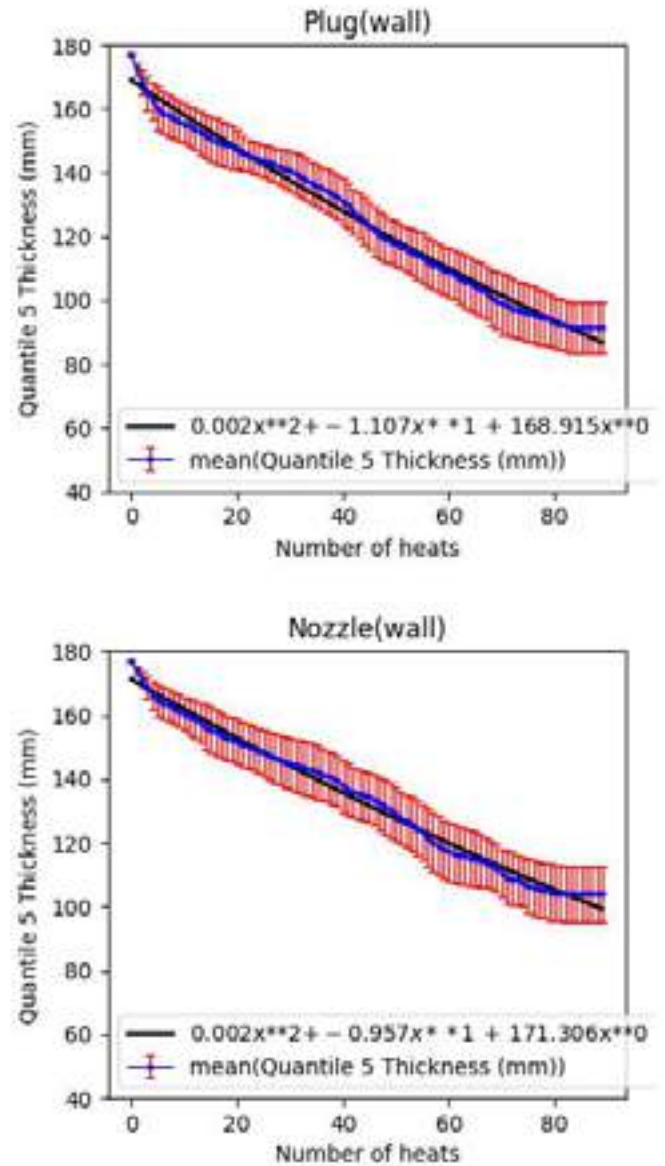 Plug(wall)
180
160
140
120
100
80
60
40
Quantile 5 Thickness (mm)
0.002x**2+ − 1.107x* *1 + 168.915x**0
mean(Quantile 5 Thickness (mm))
0 20 40 60 80
Number of heats
Nozzle(wall)
180
160
140
120
100
80
60
40
Quantile 5 Thickness (mm)
0.002x**2+ − 0.957x* *1 + 171.306x**0
mean(Quantile 5 Thickness (mm))
0 20 40 60 80
Number of heats